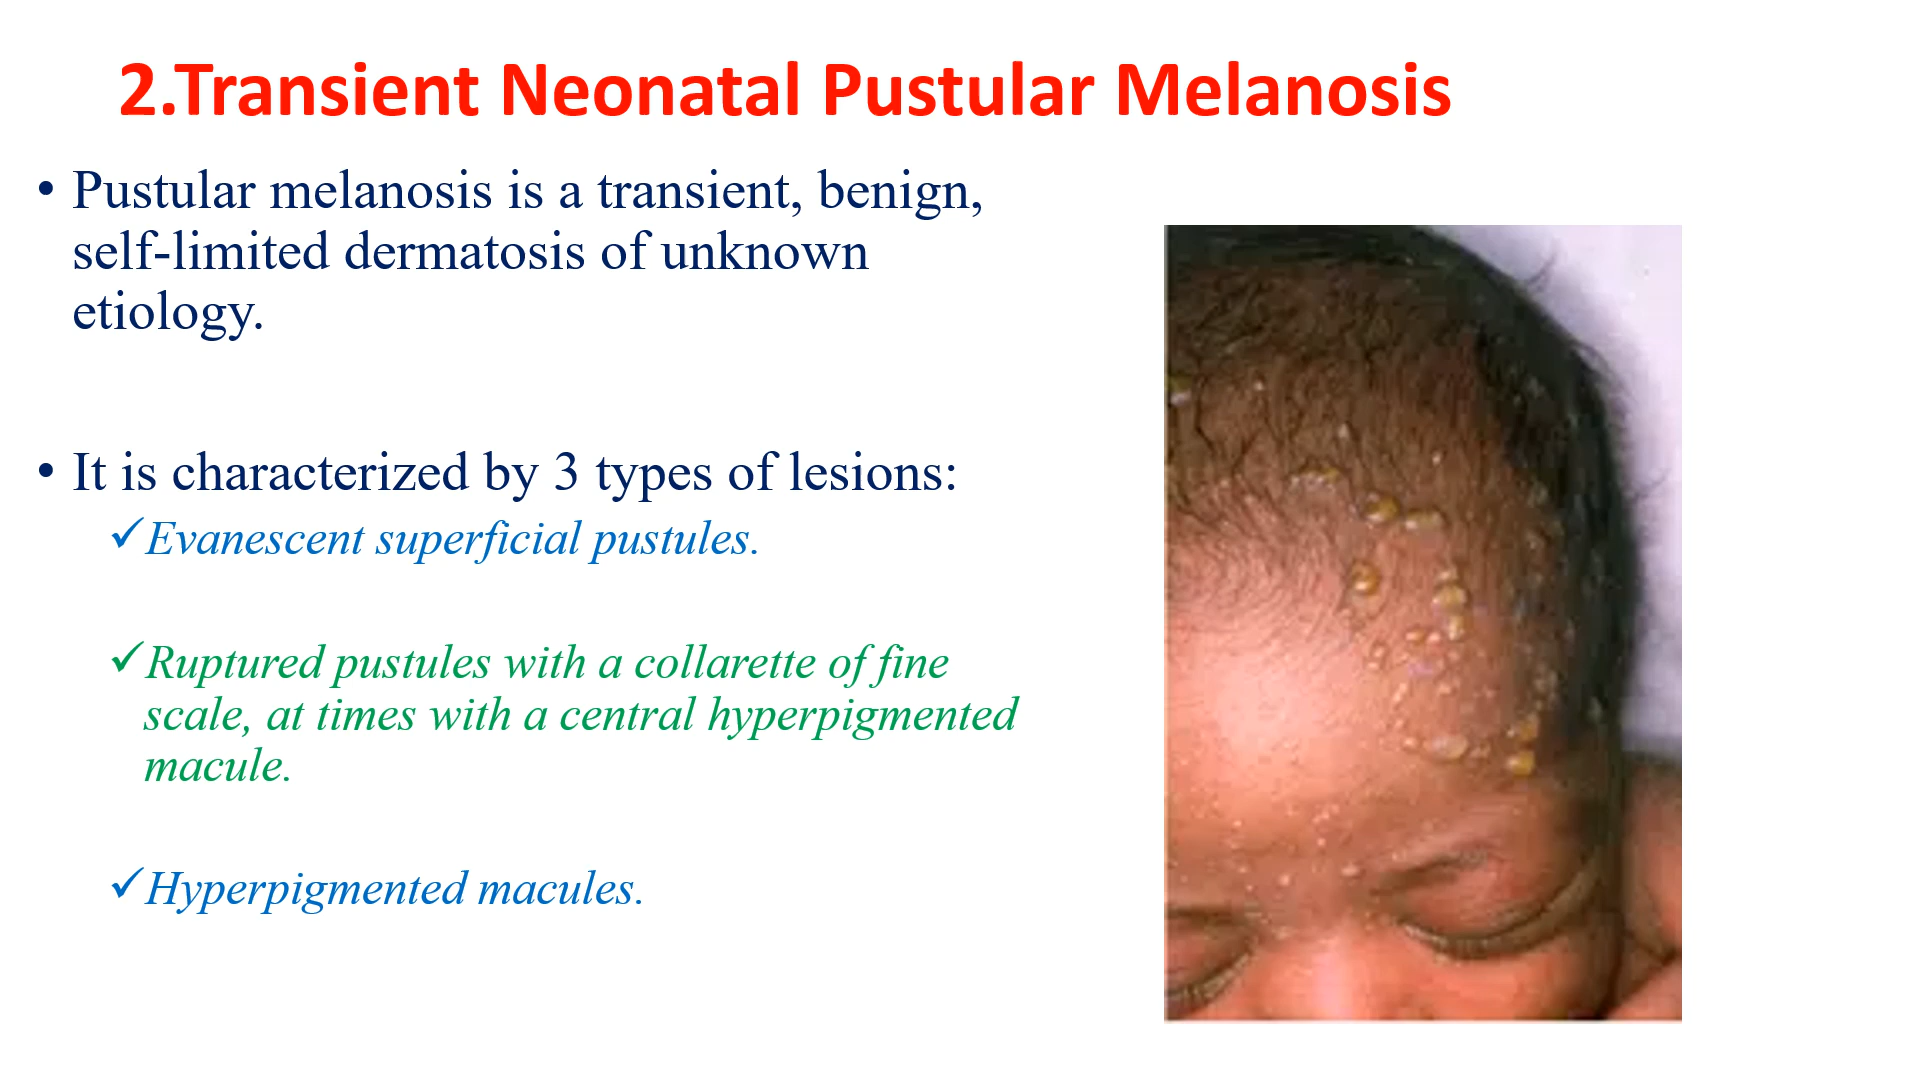 2.Transient Neonatal Pustular Melanosis
• Pustular melanosis is a transient, benign,
self-limited dermatosis of unknown
etiology.
• It is characterized by 3 types of lesions:
✓Evanescent superficial pustules.
✓Ruptured pustules with a collarette of fine
scale, at times with a central hyperpigmented
macule.
✓Hyperpigmented macules.